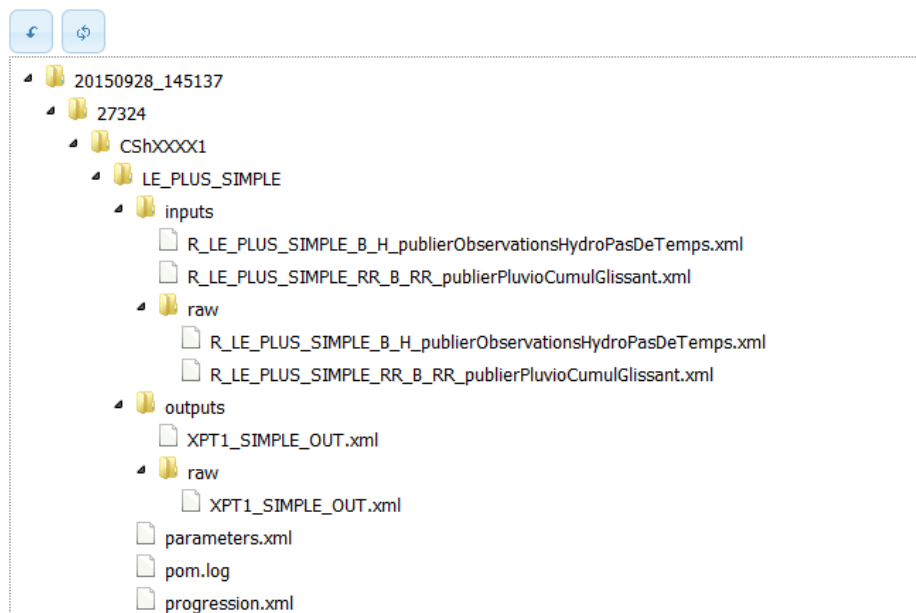 20150928_145137
27324
CShXXXX1
LE_PLUS_SIMPLE
inputs
R_LE_PLUS_SIMPLE_B_H_publierObservationsHydroPasDeTemps.xml
R_LE_PLUS_SIMPLE_RR_B_RR_publierPluvioCumulGlissant.xml
raw
R_LE_PLUS_SIMPLE_B_H_publierObservationsHydroPasDeTemps.xml
R_LE_PLUS_SIMPLE_RR_B_RR_publierPluvioCumulGlissant.xml
outputs
XPT1_SIMPLE_OUT.xml
raw
XPT1_SIMPLE_OUT.xml
parameters.xml
pom.log
progression.xml